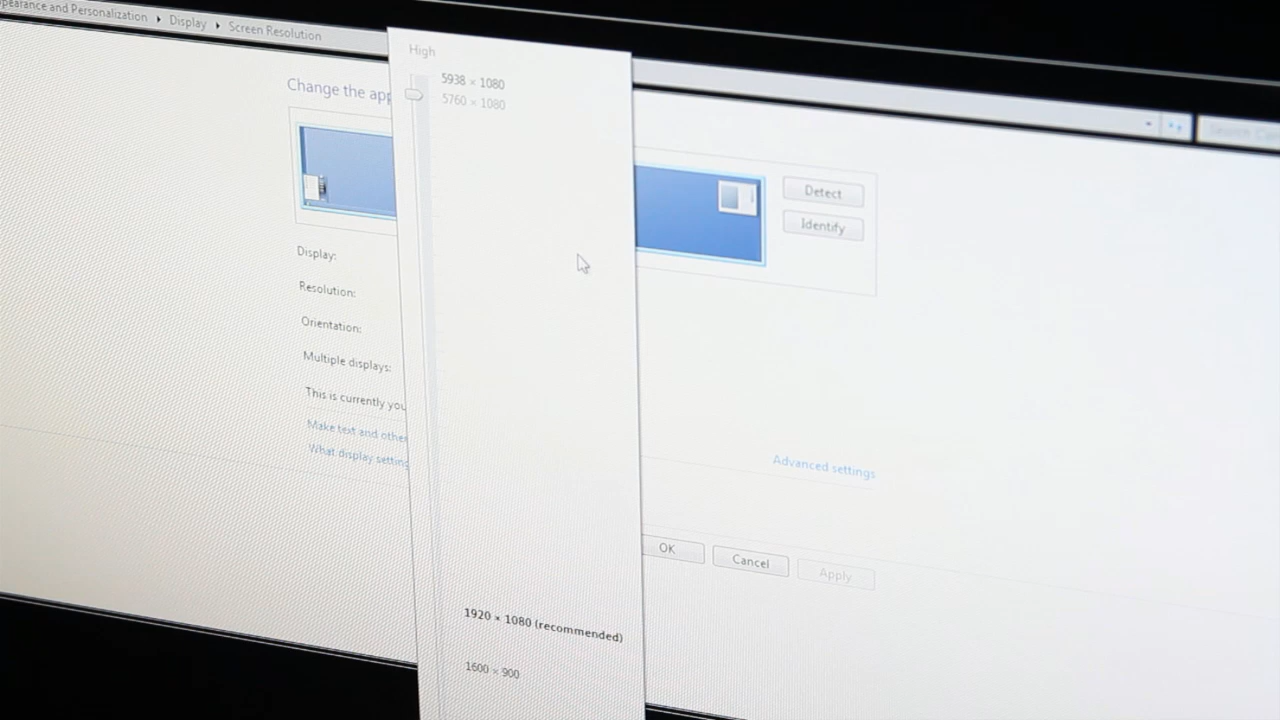 Appearance and Personalization ▸ Display ▸ Screen Resolution
High
5938 × 1080
5760 × 1080
Change the app
Detect
Identify
Display:
Resolution:
Orientation:
Multiple displays:
This is currently you
Make text and other
What display setting
Advanced settings
OK
Cancel
Apply
1920 × 1080 (recommended)
1600 × 900